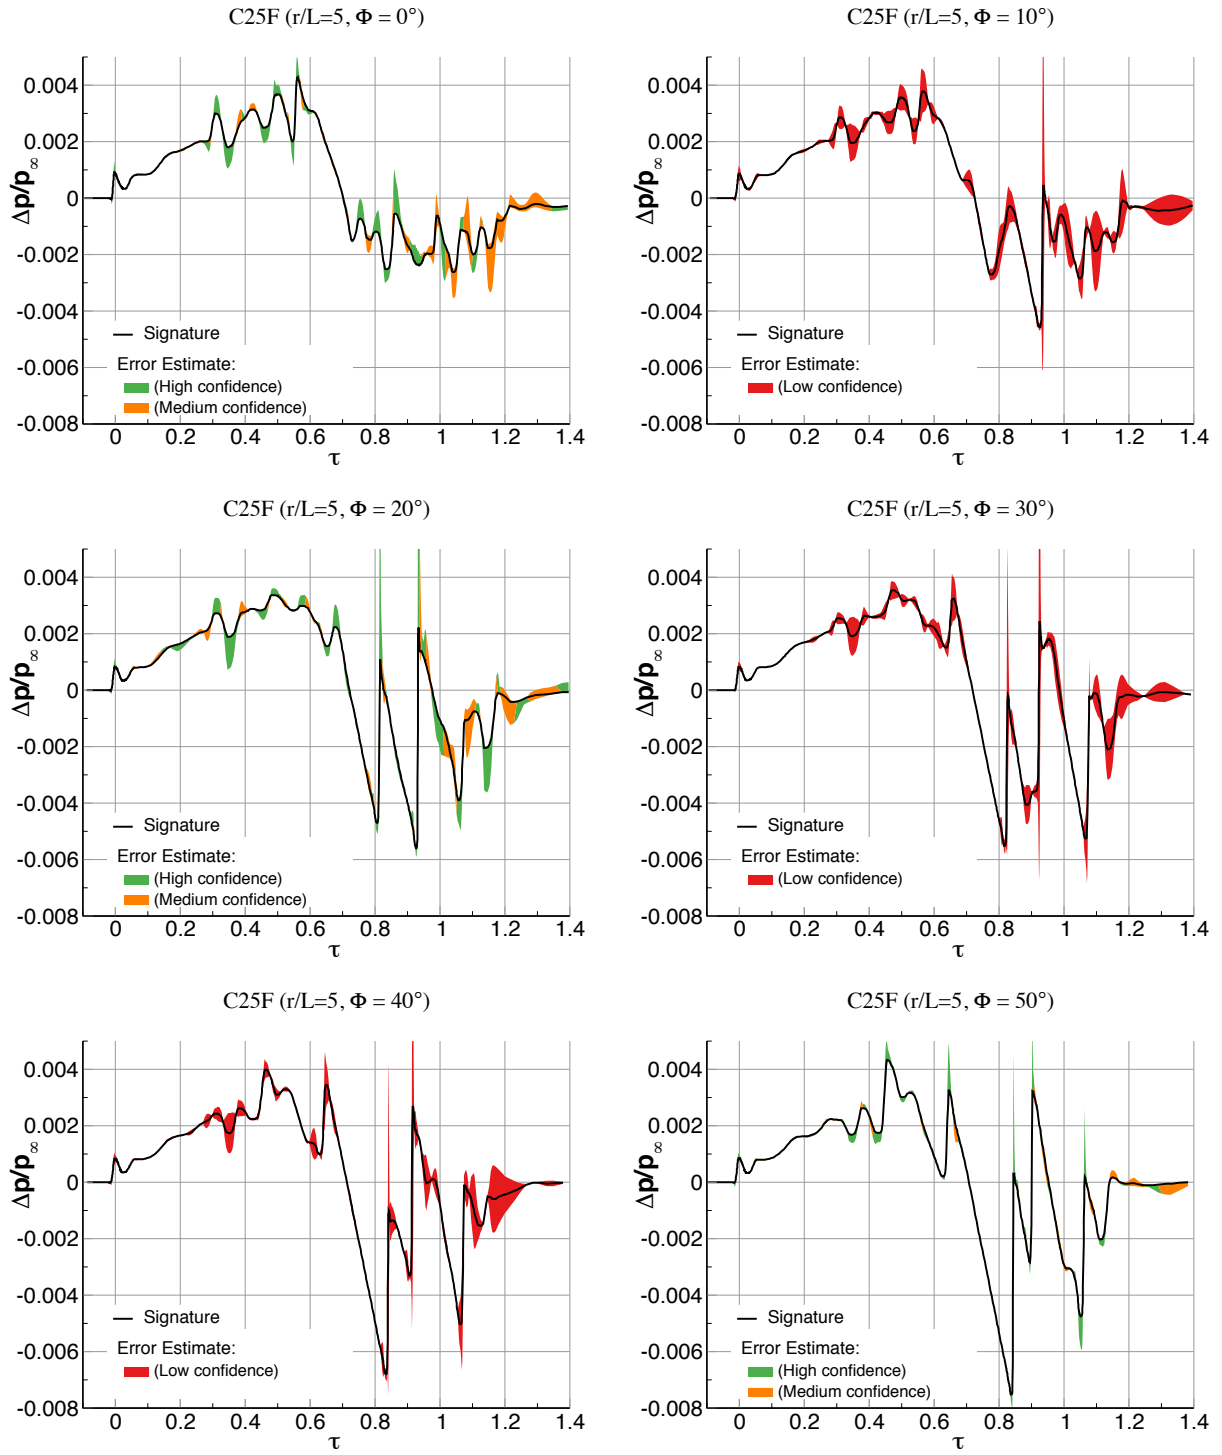 C25F (r/L=5, Φ = 0°)
0.004
0.002
0
-0.002
-0.004
-0.006
-0.008
Δp/p∞
Signature
Error Estimate:
(High confidence)
(Medium confidence)
0 0.2 0.4 0.6 0.8 1 1.2 1.4
τ
C25F (r/L=5, Φ = 10°)
0.004
0.002
0
-0.002
-0.004
-0.006
-0.008
Δp/p∞
Signature
Error Estimate:
(Low confidence)
0 0.2 0.4 0.6 0.8 1 1.2 1.4
τ
C25F (r/L=5, Φ = 20°)
0.004
0.002
0
-0.002
-0.004
-0.006
-0.008
Δp/p∞
Signature
Error Estimate:
(High confidence)
(Medium confidence)
0 0.2 0.4 0.6 0.8 1 1.2 1.4
τ
C25F (r/L=5, Φ = 30°)
0.004
0.002
0
-0.002
-0.004
-0.006
-0.008
Δp/p∞
Signature
Error Estimate:
(Low confidence)
0 0.2 0.4 0.6 0.8 1 1.2 1.4
τ
C25F (r/L=5, Φ = 40°)
0.004
0.002
0
-0.002
-0.004
-0.006
-0.008
Δp/p∞
Signature
Error Estimate:
(Low confidence)
0 0.2 0.4 0.6 0.8 1 1.2 1.4
τ
C25F (r/L=5, Φ = 50°)
0.004
0.002
0
-0.002
-0.004
-0.006
-0.008
Δp/p∞
Signature
Error Estimate:
(High confidence)
(Medium confidence)
0 0.2 0.4 0.6 0.8 1 1.2 1.4
τ